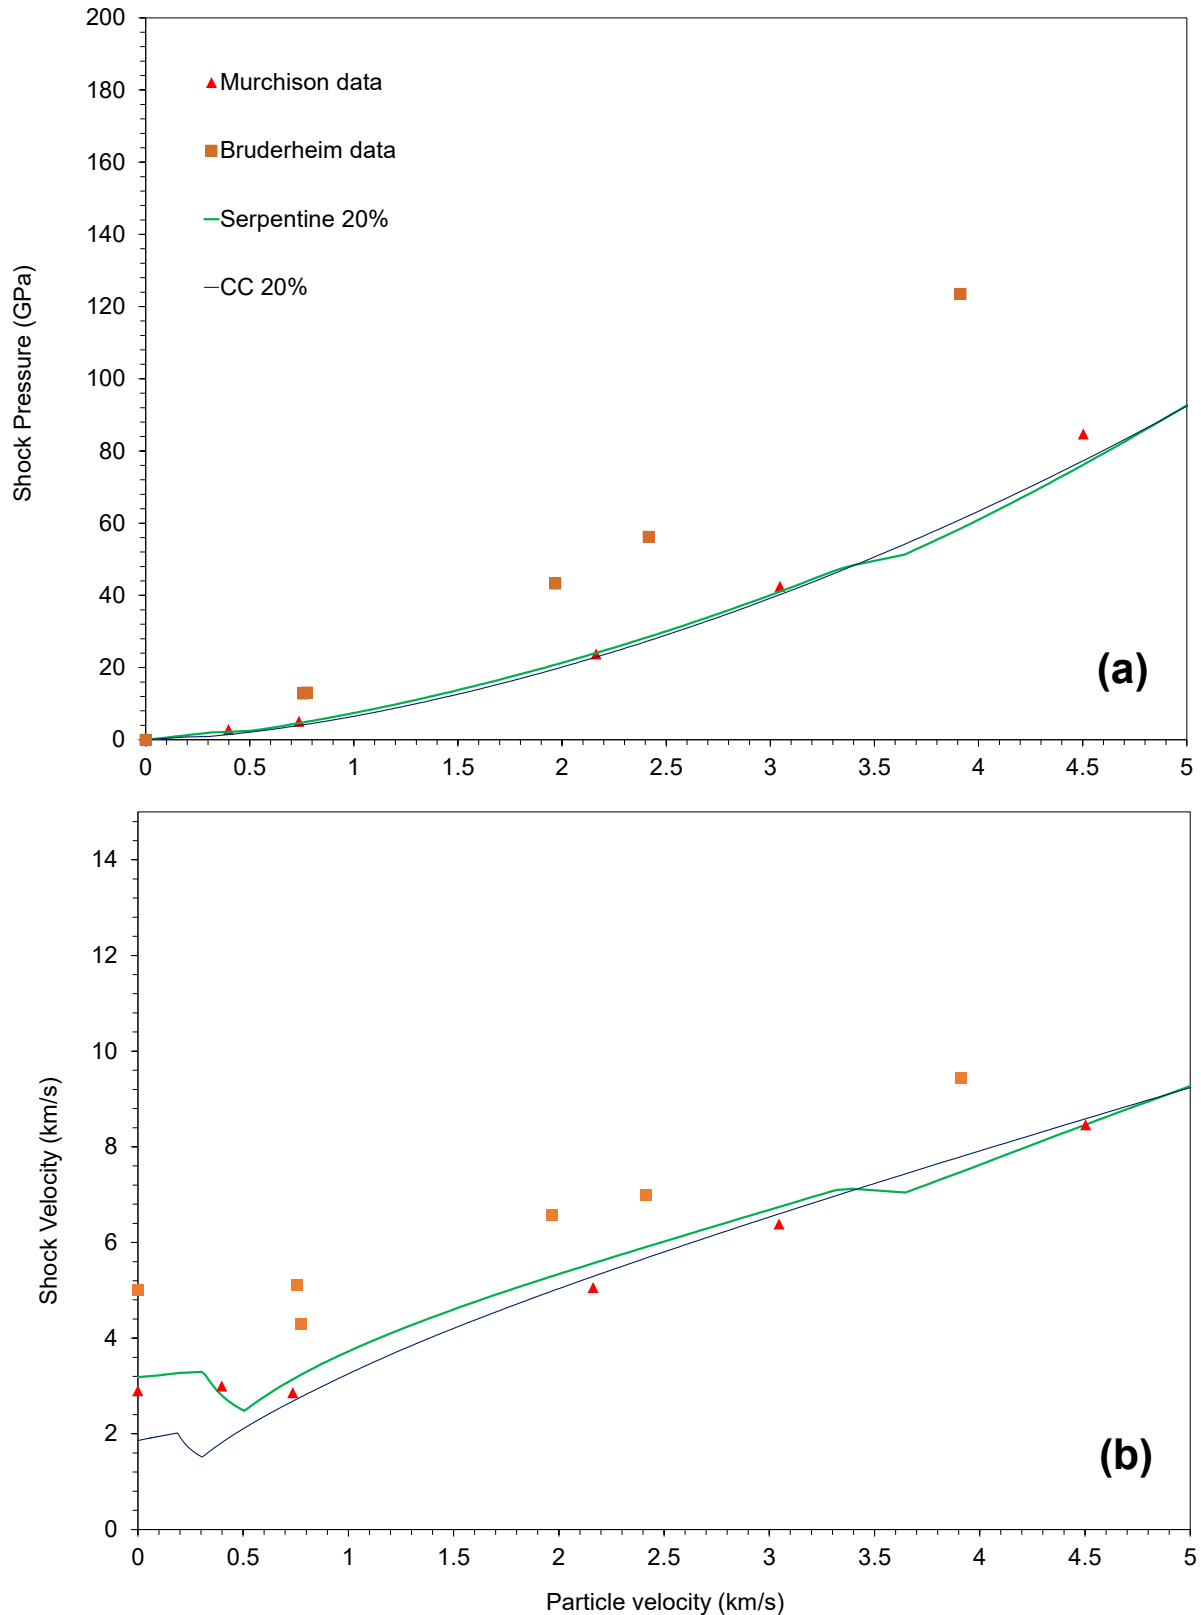 200
180
160
140
120
100
80
60
40
20
0
Shock Pressure (GPa)
Murchison data
Bruderheim data
Serpentine 20%
CC 20%
(a)
0 0.5 1 1.5 2 2.5 3 3.5 4 4.5 5
14
12
10
8
6
4
2
0
Shock Velocity (km/s)
(b)
0 0.5 1 1.5 2 2.5 3 3.5 4 4.5 5
Particle velocity (km/s)